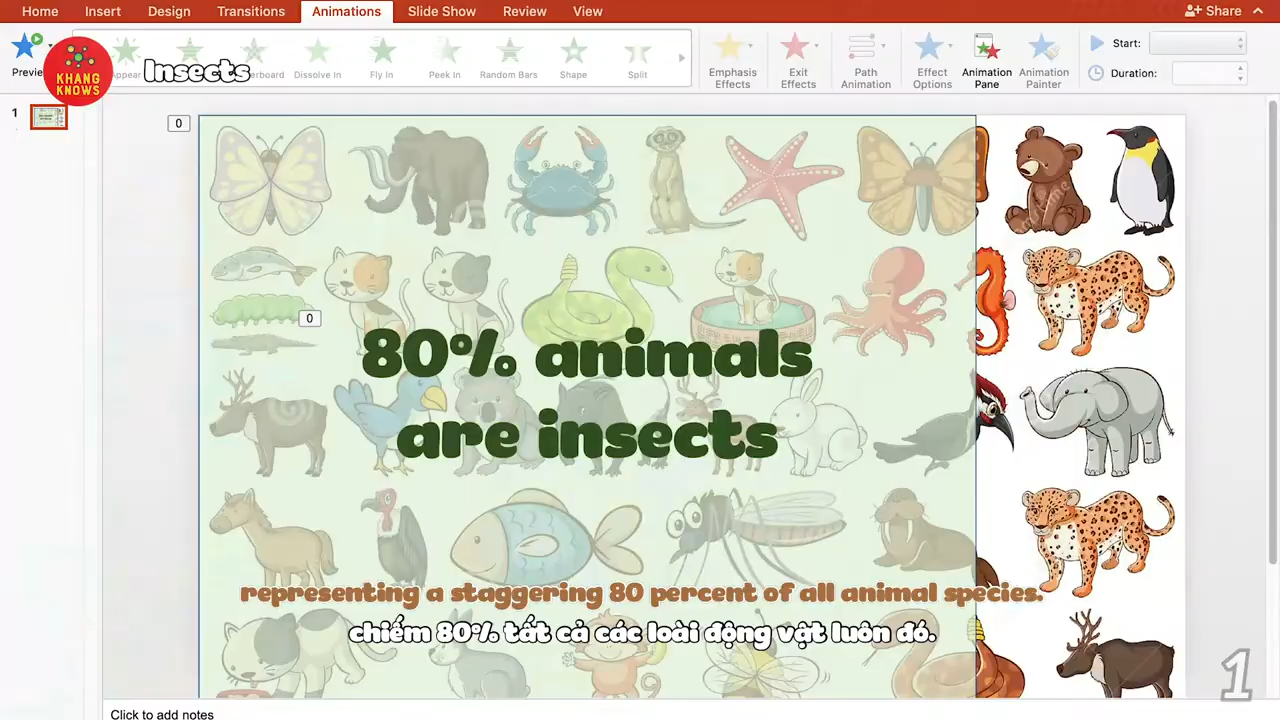 Home Insert Design Transitions Animations Slide Show Review View Share
Insects
KHANG
KNOWS
Appear Dissolve In Fly In Peek In Random Bars Shape Split
Emphasis
Effects
Exit
Effects
Path
Animation
Effect
Options
Animation
Pane
Animation
Painter
Start:
Duration:
1
0
0
80% animals
are insects
representing a staggering 80 percent of all animal species.
chiếm 80% tất cả các loài động vật luôn đó.
1
Click to add notes